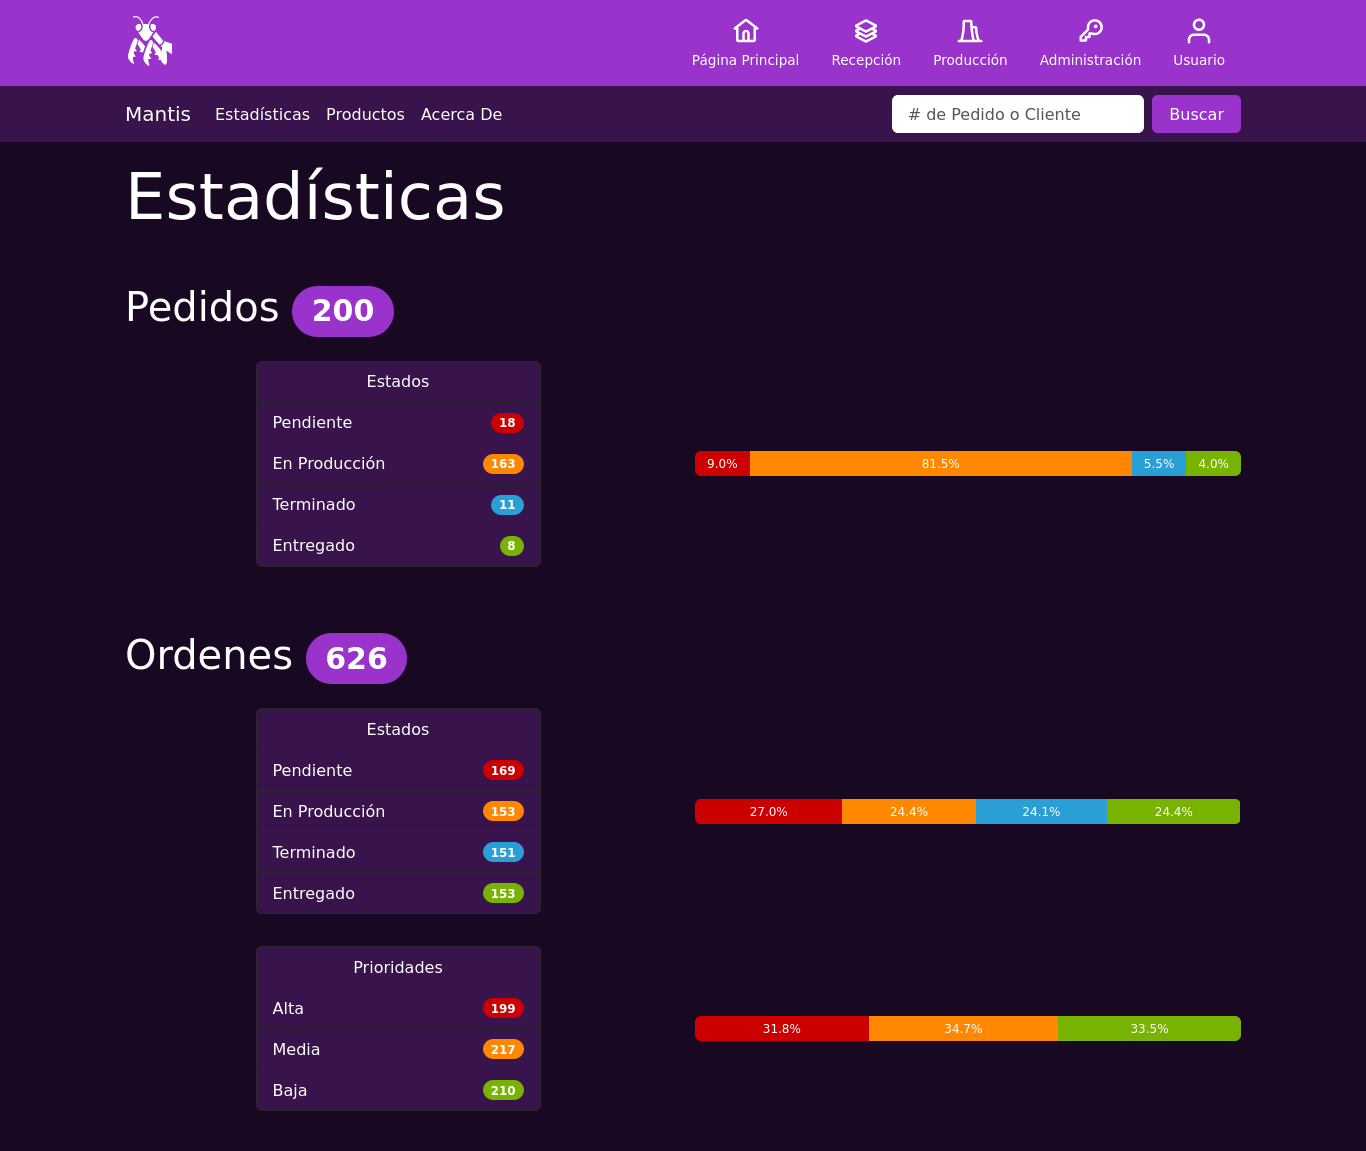 Página Principal Recepción Producción Administración Usuario
Mantis Estadísticas Productos Acerca De # de Pedido o Cliente Buscar
Estadísticas
Pedidos 200
Estados
Pendiente 18
En Producción 163
Terminado 11
Entregado 8
9.0% 81.5% 5.5% 4.0%
Ordenes 626
Estados
Pendiente 169
En Producción 153
Terminado 151
Entregado 153
27.0% 24.4% 24.1% 24.4%
Prioridades
Alta 199
Media 217
Baja 210
31.8% 34.7% 33.5%